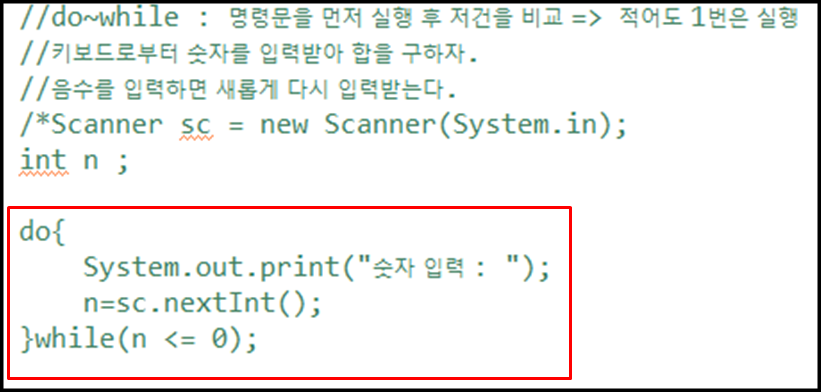 //do~while : 명령문을 먼저 실행 후 저건을 비교 => 적어도 1번은 실행
//키보드로부터 숫자를 입력받아 합을 구하자.
//음수를 입력하면 새롭게 다시 입력받는다.
/*Scanner sc = new Scanner(System.in);
int n ;
do{
System.out.print("숫자 입력 : ");
n=sc.nextInt();
}while(n <= 0);